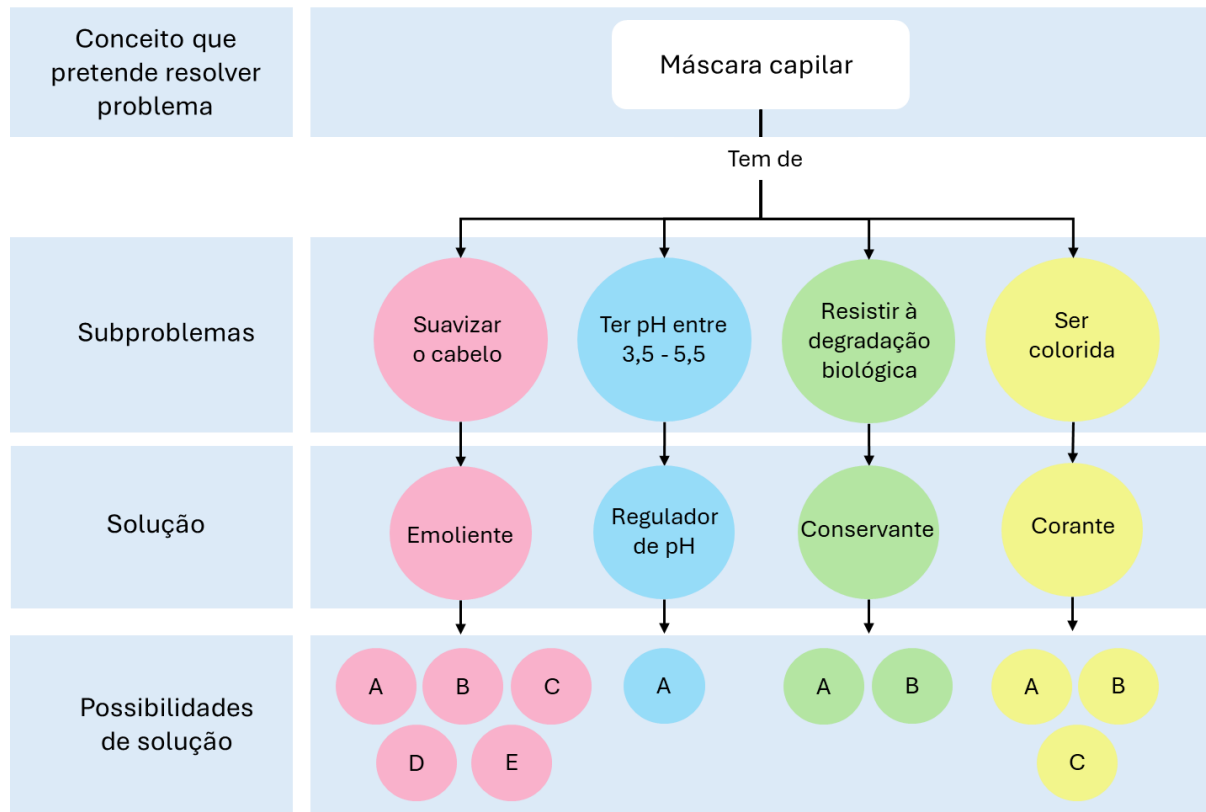 Conceito que
pretende resolver
problema
Máscara capilar
Tem de
Subproblemas
Suavizar
o cabelo
Ter pH entre
3,5 - 5,5
Resistir à
degradação
biológica
Ser
colorida
Solução
Emoliente
Regulador
de pH
Conservante
Corante
Possibilidades
de solução
A
B
C
D
E
A
A
B
A
B
C